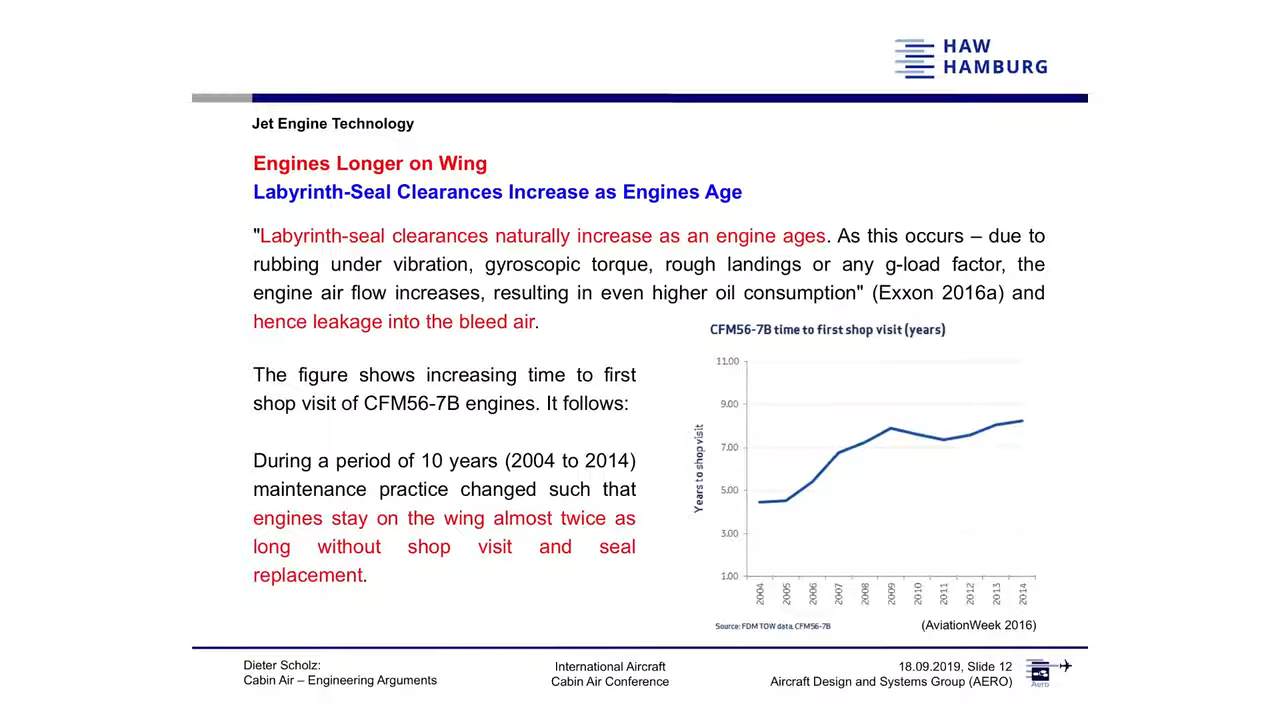 HAW
HAMBURG
Jet Engine Technology
Engines Longer on Wing
Labyrinth-Seal Clearances Increase as Engines Age
"Labyrinth-seal clearances naturally increase as an engine ages. As this occurs – due to
rubbing under vibration, gyroscopic torque, rough landings or any g-load factor, the
engine air flow increases, resulting in even higher oil consumption" (Exxon 2016a) and
hence leakage into the bleed air.
The figure shows increasing time to first
shop visit of CFM56-7B engines. It follows:
During a period of 10 years (2004 to 2014)
maintenance practice changed such that
engines stay on the wing almost twice as
long without shop visit and seal
replacement.
CFM56-7B time to first shop visit (years)
Years to shop visit
11.00
9.00
7.00
5.00
3.00
1.00
2004
2005
2006
2007
2008
2009
2010
2011
2012
2013
2014
Source: FDM TOW data, CFM56-7B
(AviationWeek 2016)
Dieter Scholz:
Cabin Air – Engineering Arguments
International Aircraft
Cabin Air Conference
18.09.2019, Slide 12
Aircraft Design and Systems Group (AERO)
Aero